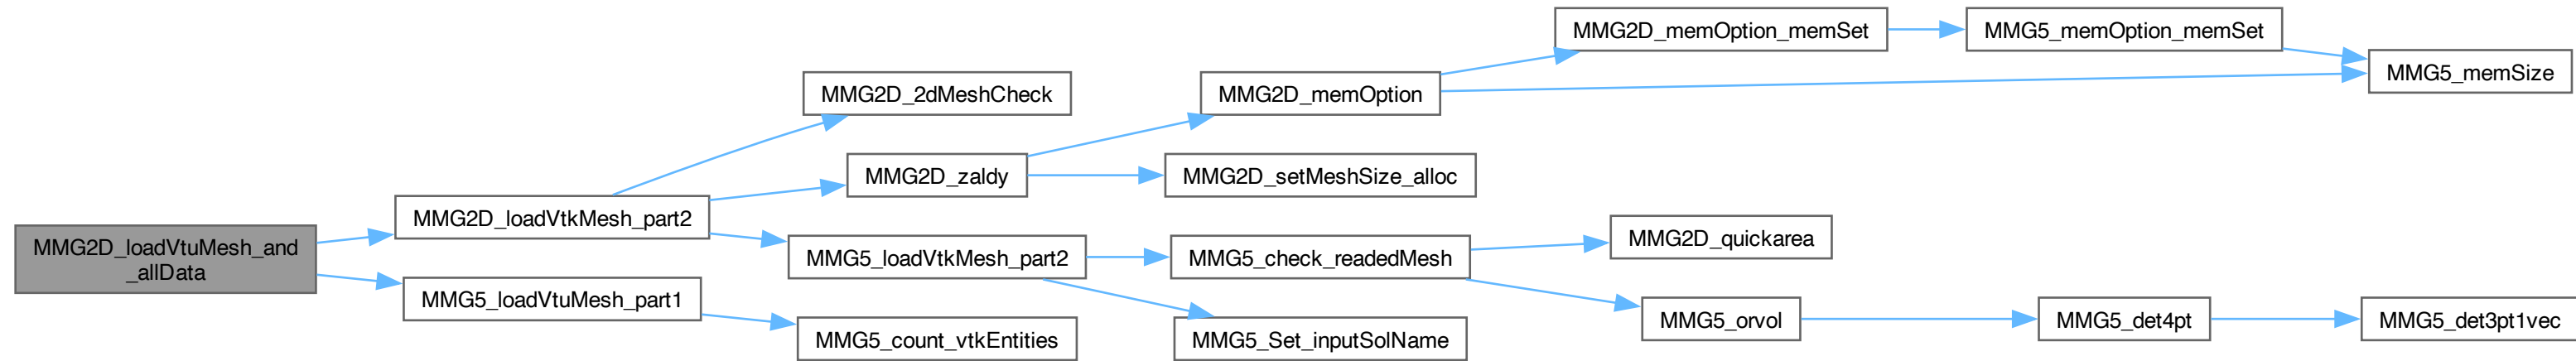 MMG2D_loadVtuMesh_and
_allData
MMG2D_loadVtkMesh_part2
MMG5_loadVtuMesh_part1
MMG2D_2dMeshCheck
MMG2D_zaldy
MMG5_loadVtkMesh_part2
MMG5_count_vtkEntities
MMG2D_memOption
MMG2D_setMeshSize_alloc
MMG5_check_readedMesh
MMG5_Set_inputSolName
MMG2D_memOption_memSet
MMG2D_quickarea
MMG5_orvol
MMG5_memOption_memSet
MMG5_det4pt
MMG5_memSize
MMG5_det3pt1vec